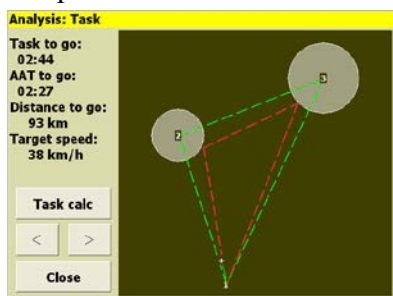 Analysis: Task
Task to go:
02:44
AAT to go:
02:27
Distance to go:
93 km
Target speed:
38 km/h
Task calc
< >
Close
2
3
1